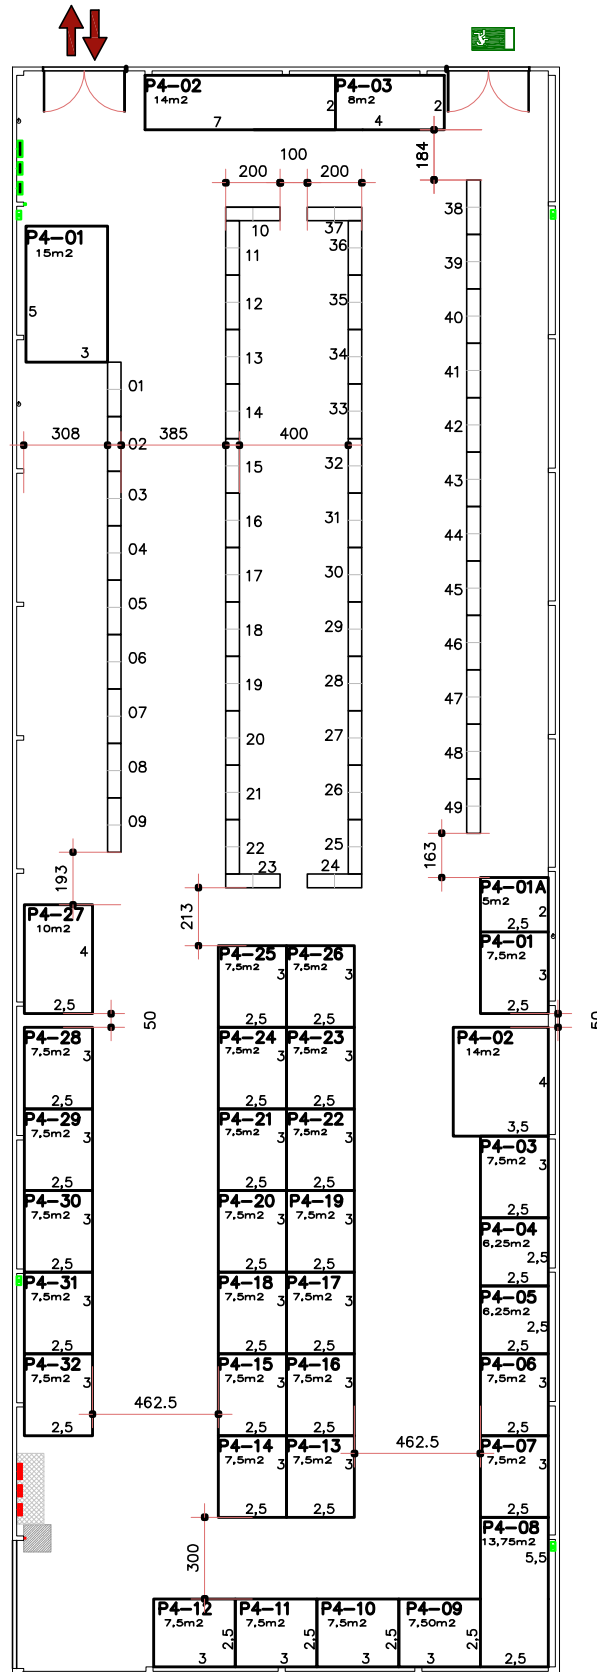 P4-02
14m2
7
2
P4-03
8m2
4
2
184
100
200
200
P4-01
15m2
5
3
10
11
12
13
14
15
16
17
18
19
20
21
22
23
37
36
35
34
33
32
31
30
29
28
27
26
25
24
38
39
40
41
42
43
44
45
46
47
48
49
01
02
03
04
05
06
07
08
09
308
385
400
193
213
163
P4-27
10m2
4
2,5
50
P4-28
7,5m2
3
2,5
P4-29
7,5m2
3
2,5
P4-30
7,5m2
3
2,5
P4-31
7,5m2
3
2,5
P4-32
7,5m2
3
2,5
P4-25
7,5m2
3
2,5
P4-26
7,5m2
3
2,5
P4-24
7,5m2
3
2,5
P4-23
7,5m2
3
2,5
P4-21
7,5m2
3
2,5
P4-22
7,5m2
3
2,5
P4-20
7,5m2
3
2,5
P4-19
7,5m2
3
2,5
P4-18
7,5m2
3
2,5
P4-17
7,5m2
3
2,5
P4-15
7,5m2
3
2,5
P4-16
7,5m2
3
2,5
P4-14
7,5m2
3
2,5
P4-13
7,5m2
3
2,5
P4-01A
5m2
2
2,5
P4-01
7,5m2
3
2,5
50
P4-02
14m2
4
3,5
P4-03
7,5m2
3
2,5
P4-04
6,25m2
2,5
2,5
P4-05
6,25m2
2,5
2,5
P4-06
7,5m2
3
2,5
P4-07
7,5m2
3
2,5
P4-08
13,75m2
5,5
2,5
462.5
462.5
300
P4-12
7,5m2
2,5
3
P4-11
7,5m2
2,5
3
P4-10
7,5m2
2,5
3
P4-09
7,50m2
2,5
3